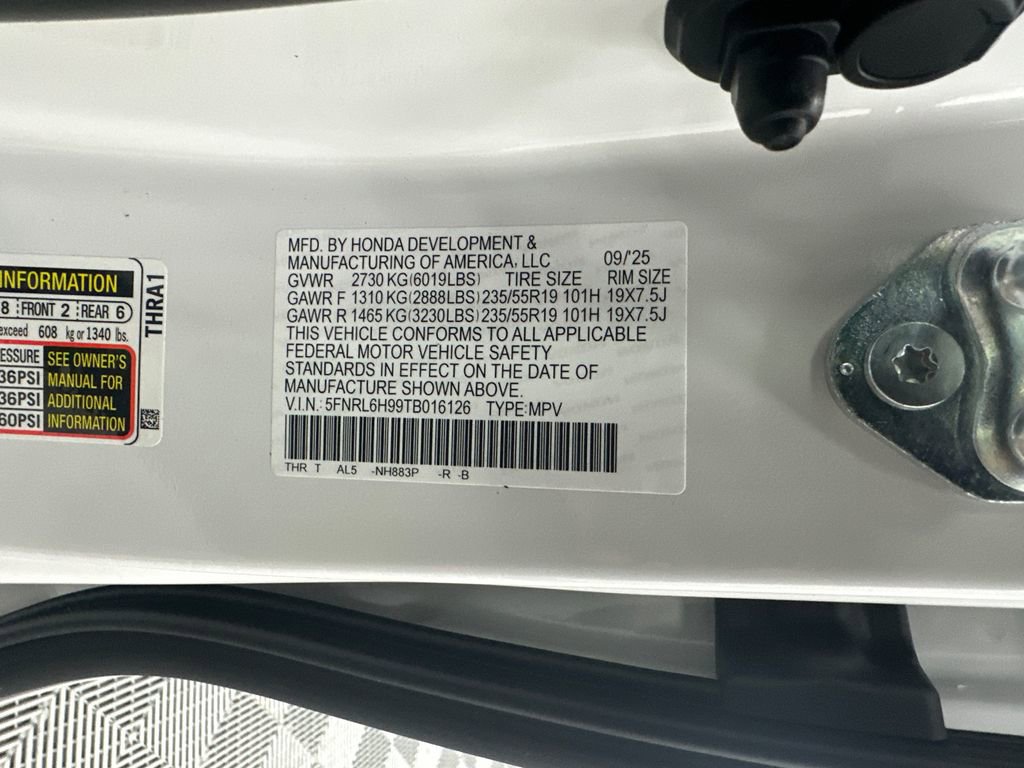 INFORMATION
8 FRONT 2 REAR 6
exceed 608 kg or 1340 lbs.
ESSURE SEE OWNER'S
36PSI MANUAL FOR
36PSI ADDITIONAL
60PSI INFORMATION
THRA1
MFD. BY HONDA DEVELOPMENT &
MANUFACTURING OF AMERICA, LLC 09/'25
GVWR 2730 KG(6019LBS) TIRE SIZE RIM SIZE
GAWR F 1310 KG(2888LBS) 235/55R19 101H 19X7.5J
GAWR R 1465 KG(3230LBS) 235/55R19 101H 19X7.5J
THIS VEHICLE CONFORMS TO ALL APPLICABLE
FEDERAL MOTOR VEHICLE SAFETY
STANDARDS IN EFFECT ON THE DATE OF
MANUFACTURE SHOWN ABOVE.
V.I.N.: 5FNRL6H99TB016126 TYPE:MPV
THR T AL5 -NH883P -R -B